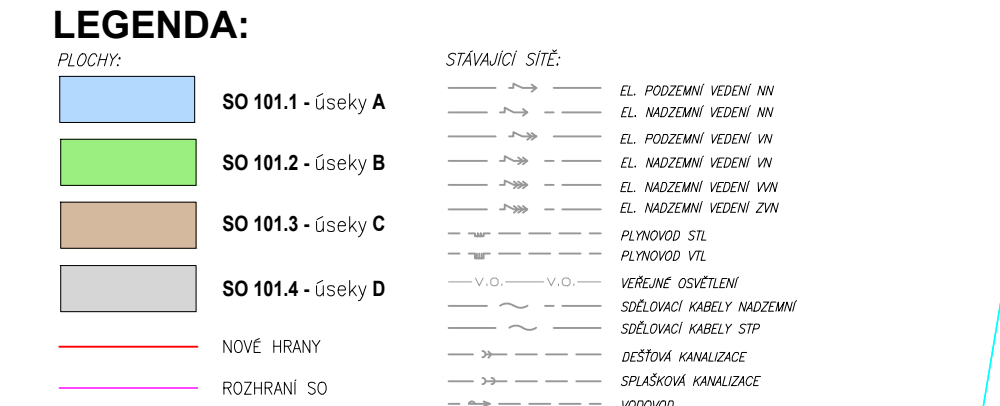 LEGENDA:
PLOCHY:
SO 101.1 - úseky A
SO 101.2 - úseky B
SO 101.3 - úseky C
SO 101.4 - úseky D
NOVÉ HRANY
ROZHRANÍ SO
STÁVAJÍCÍ SÍTĚ:
EL. PODZEMNÍ VEDENÍ NN
EL. NADZEMNÍ VEDENÍ NN
EL. PODZEMNÍ VEDENÍ VN
EL. NADZEMNÍ VEDENÍ VN
EL. NADZEMNÍ VEDENÍ VVN
EL. NADZEMNÍ VEDENÍ ZVN
PLYNOVOD STL
PLYNOVOD VTL
V.O. V.O. VEŘEJNÉ OSVĚTLENÍ
SDĚLOVACÍ KABELY NADZEMNÍ
SDĚLOVACÍ KABELY STP
DEŠŤOVÁ KANALIZACE
SPLAŠKOVÁ KANALIZACE
VODOVOD